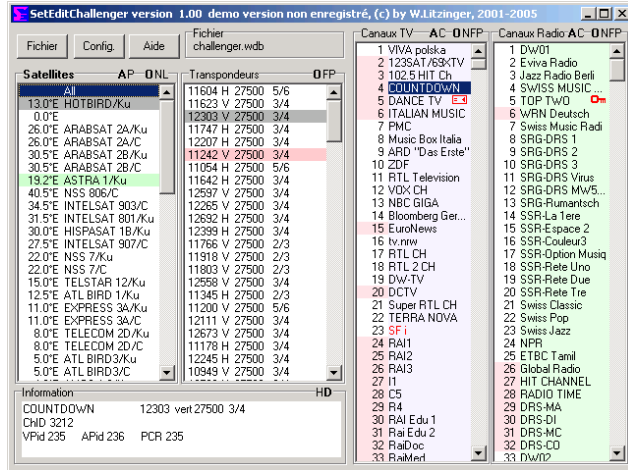 SetEditChallenger version 1.00 demo version non enregistré, (c) by W.Litzinger, 2001-2005
Fichier
Config.
Aide
Fichier
challenger.wdb
Satellites AP ONL
All
13.0°E HOTBIRD/Ku
0.0°E
26.0°E ARABSAT 2A/Ku
26.0°E ARABSAT 2A/C
30.5°E ARABSAT 2B/Ku
30.5°E ARABSAT 2B/C
19.2°E ASTRA 1/Ku
40.5°E NSS 806/C
34.5°E INTELSAT 903/C
31.5°E INTELSAT 801/Ku
30.0°E HISPASAT 1B/Ku
27.5°E INTELSAT 907/C
22.0°E NSS 7/Ku
22.0°E NSS 7/C
15.0°E TELSTAR 12/Ku
12.5°E ATL BIRD 1/Ku
11.0°E EXPRESS 3A/Ku
11.0°E EXPRESS 3A/C
8.0°E TELECOM 2D/Ku
8.0°E TELECOM 2D/C
5.0°E ATL BIRD3/Ku
5.0°E ATL BIRD3/C
Transpondeurs OFP
11604 H 27500 5/6
11623 V 27500 3/4
12303 V 27500 3/4
11747 H 27500 3/4
12207 H 27500 3/4
11242 V 27500 3/4
11054 H 27500 5/6
11642 H 27500 3/4
12597 V 27500 3/4
12265 V 27500 3/4
12692 H 27500 3/4
12399 H 27500 3/4
11766 V 27500 2/3
11918 V 27500 2/3
11803 V 27500 2/3
12558 V 27500 3/4
11345 H 27500 2/3
11200 V 27500 5/6
12111 V 27500 3/4
12673 V 27500 3/4
11178 H 27500 3/4
12245 H 27500 3/4
10949 V 27500 3/4
Information HD
COUNTDOWN 12303 vert 27500 3/4
ChID 3212
VPid 235 APid 236 PCR 235
Canaux TV AC ONFP
1 VIVA polska
2 123SAT/69XTV
3 102.5 HIT Ch
4 COUNTDOWN
5 DANCE TV
6 ITALIAN MUSIC
7 PMC
8 Music Box Italia
9 ARD "Das Erste"
10 ZDF
11 RTL Television
12 VOX CH
13 NBC GIGA
14 Bloomberg Ger...
15 EuroNews
16 tv.nrw
17 RTL CH
18 RTL 2 CH
19 DW-TV
20 DCTV
21 Super RTL CH
22 TERRA NOVA
23 SF i
24 RAI1
25 RAI2
26 RAI3
27 I1
28 C5
29 R4
30 RAI Edu 1
31 Rai Edu 2
32 RaiDoc
33 RaiMed
Canaux Radio AC ONFP
1 DW01
2 Eviva Radio
3 Jazz Radio Berli
4 SWISS MUSIC ...
5 TOP TWO
6 WRN Deutsch
7 Swiss Music Radi
8 SRG-DRS 1
9 SRG-DRS 2
10 SRG-DRS 3
11 SRG-DRS Virus
12 SRG-DRS MW5...
13 SRG-Rumantsch
14 SSR-La 1ere
15 SSR-Espace 2
16 SSR-Couleur3
17 SSR-Option Musiq
18 SSR-Rete Uno
19 SSR-Rete Due
20 SSR-Rete Tre
21 Swiss Classic
22 Swiss Pop
23 Swiss Jazz
24 NPR
25 ETBC Tamil
26 Global Radio
27 HIT CHANNEL
28 RADIO TIME
29 DRS-MA
30 DRS-DI
31 DRS-MC
32 DRS-CO
33 DW02